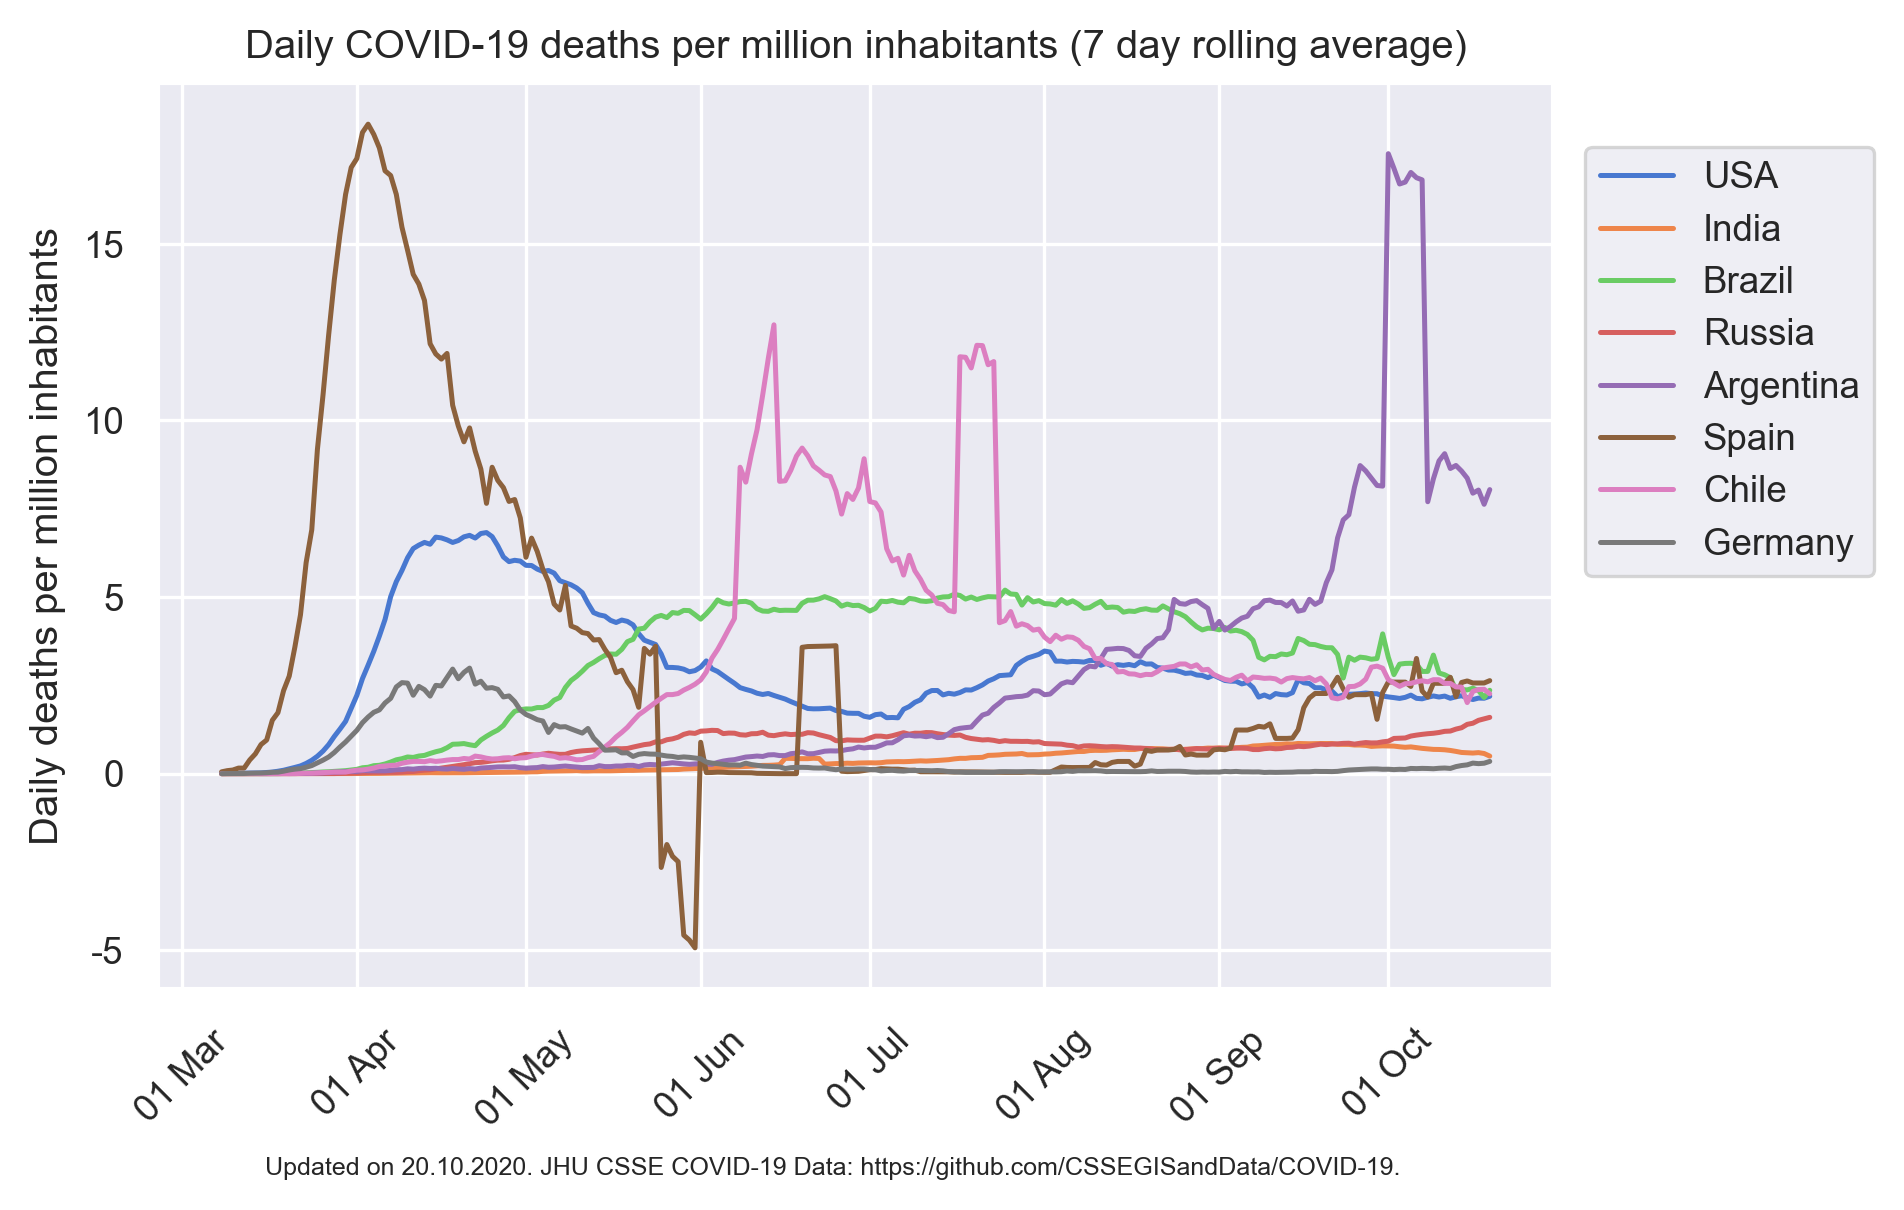 Daily COVID-19 deaths per million inhabitants (7 day rolling average)
Daily deaths per million inhabitants
15
10
5
0
-5
01 Mar
01 Apr
01 May
01 Jun
01 Jul
01 Aug
01 Sep
01 Oct
USA
India
Brazil
Russia
Argentina
Spain
Chile
Germany
Updated on 20.10.2020. JHU CSSE COVID-19 Data: https://github.com/CSSEGISandData/COVID-19.